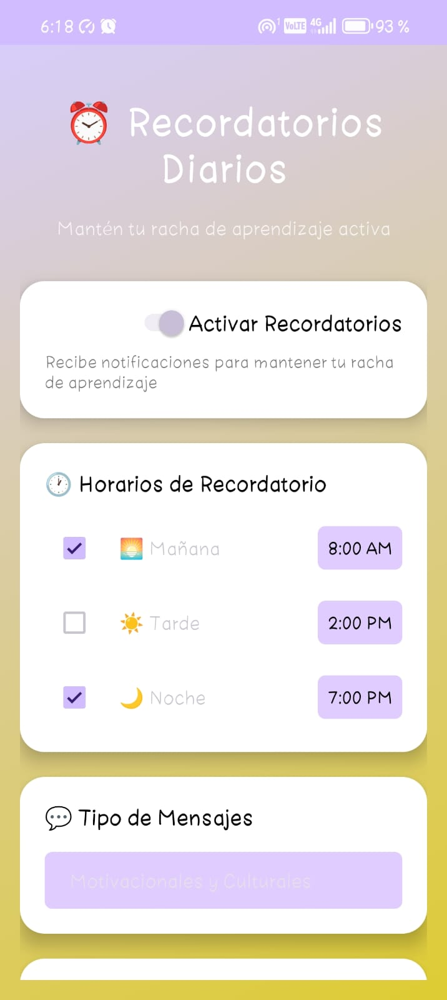 6:18
1 VoLTE 4G 93 %
Recordatorios
Diarios
Mantén tu racha de aprendizaje activa
Activar Recordatorios
Recibe notificaciones para mantener tu racha
de aprendizaje
Horarios de Recordatorio
Mañana 8:00 AM
Tarde 2:00 PM
Noche 7:00 PM
Tipo de Mensajes
Motivacionales y Culturales